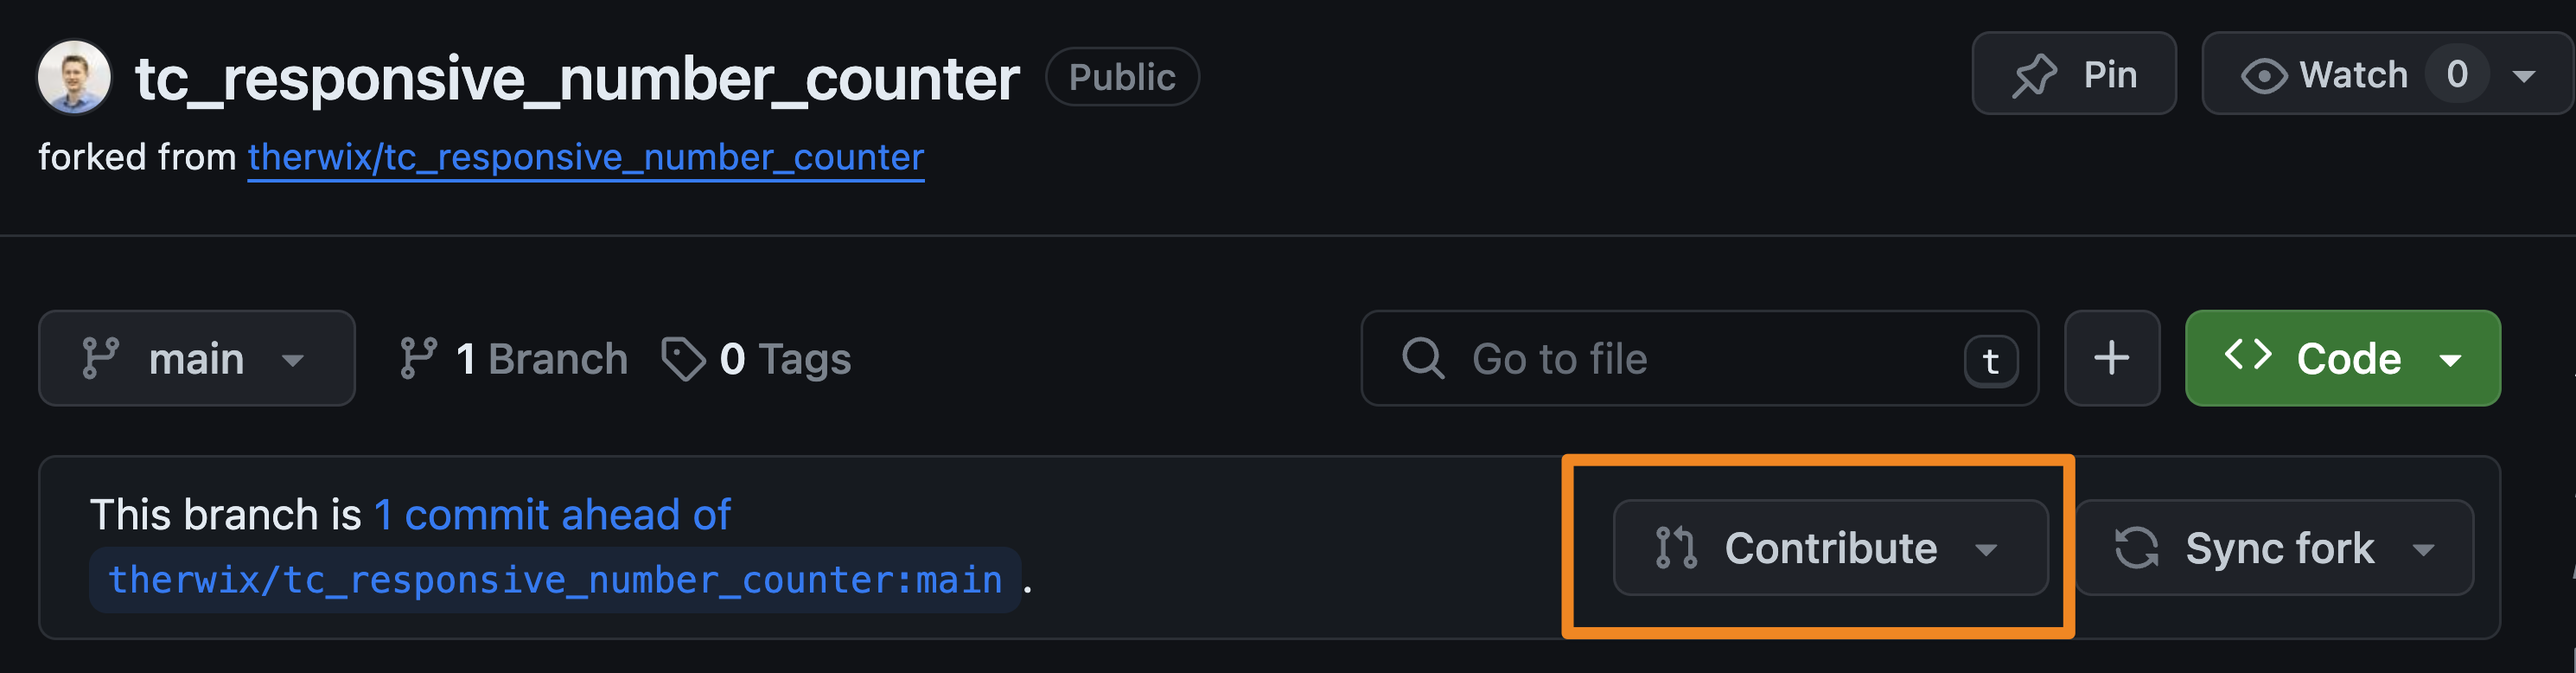 tc_responsive_number_counter Public Pin Watch 0
forked from therwix/tc_responsive_number_counter
main 1 Branch 0 Tags Go to file t + Code
This branch is 1 commit ahead of
therwix/tc_responsive_number_counter:main .
Contribute Sync fork